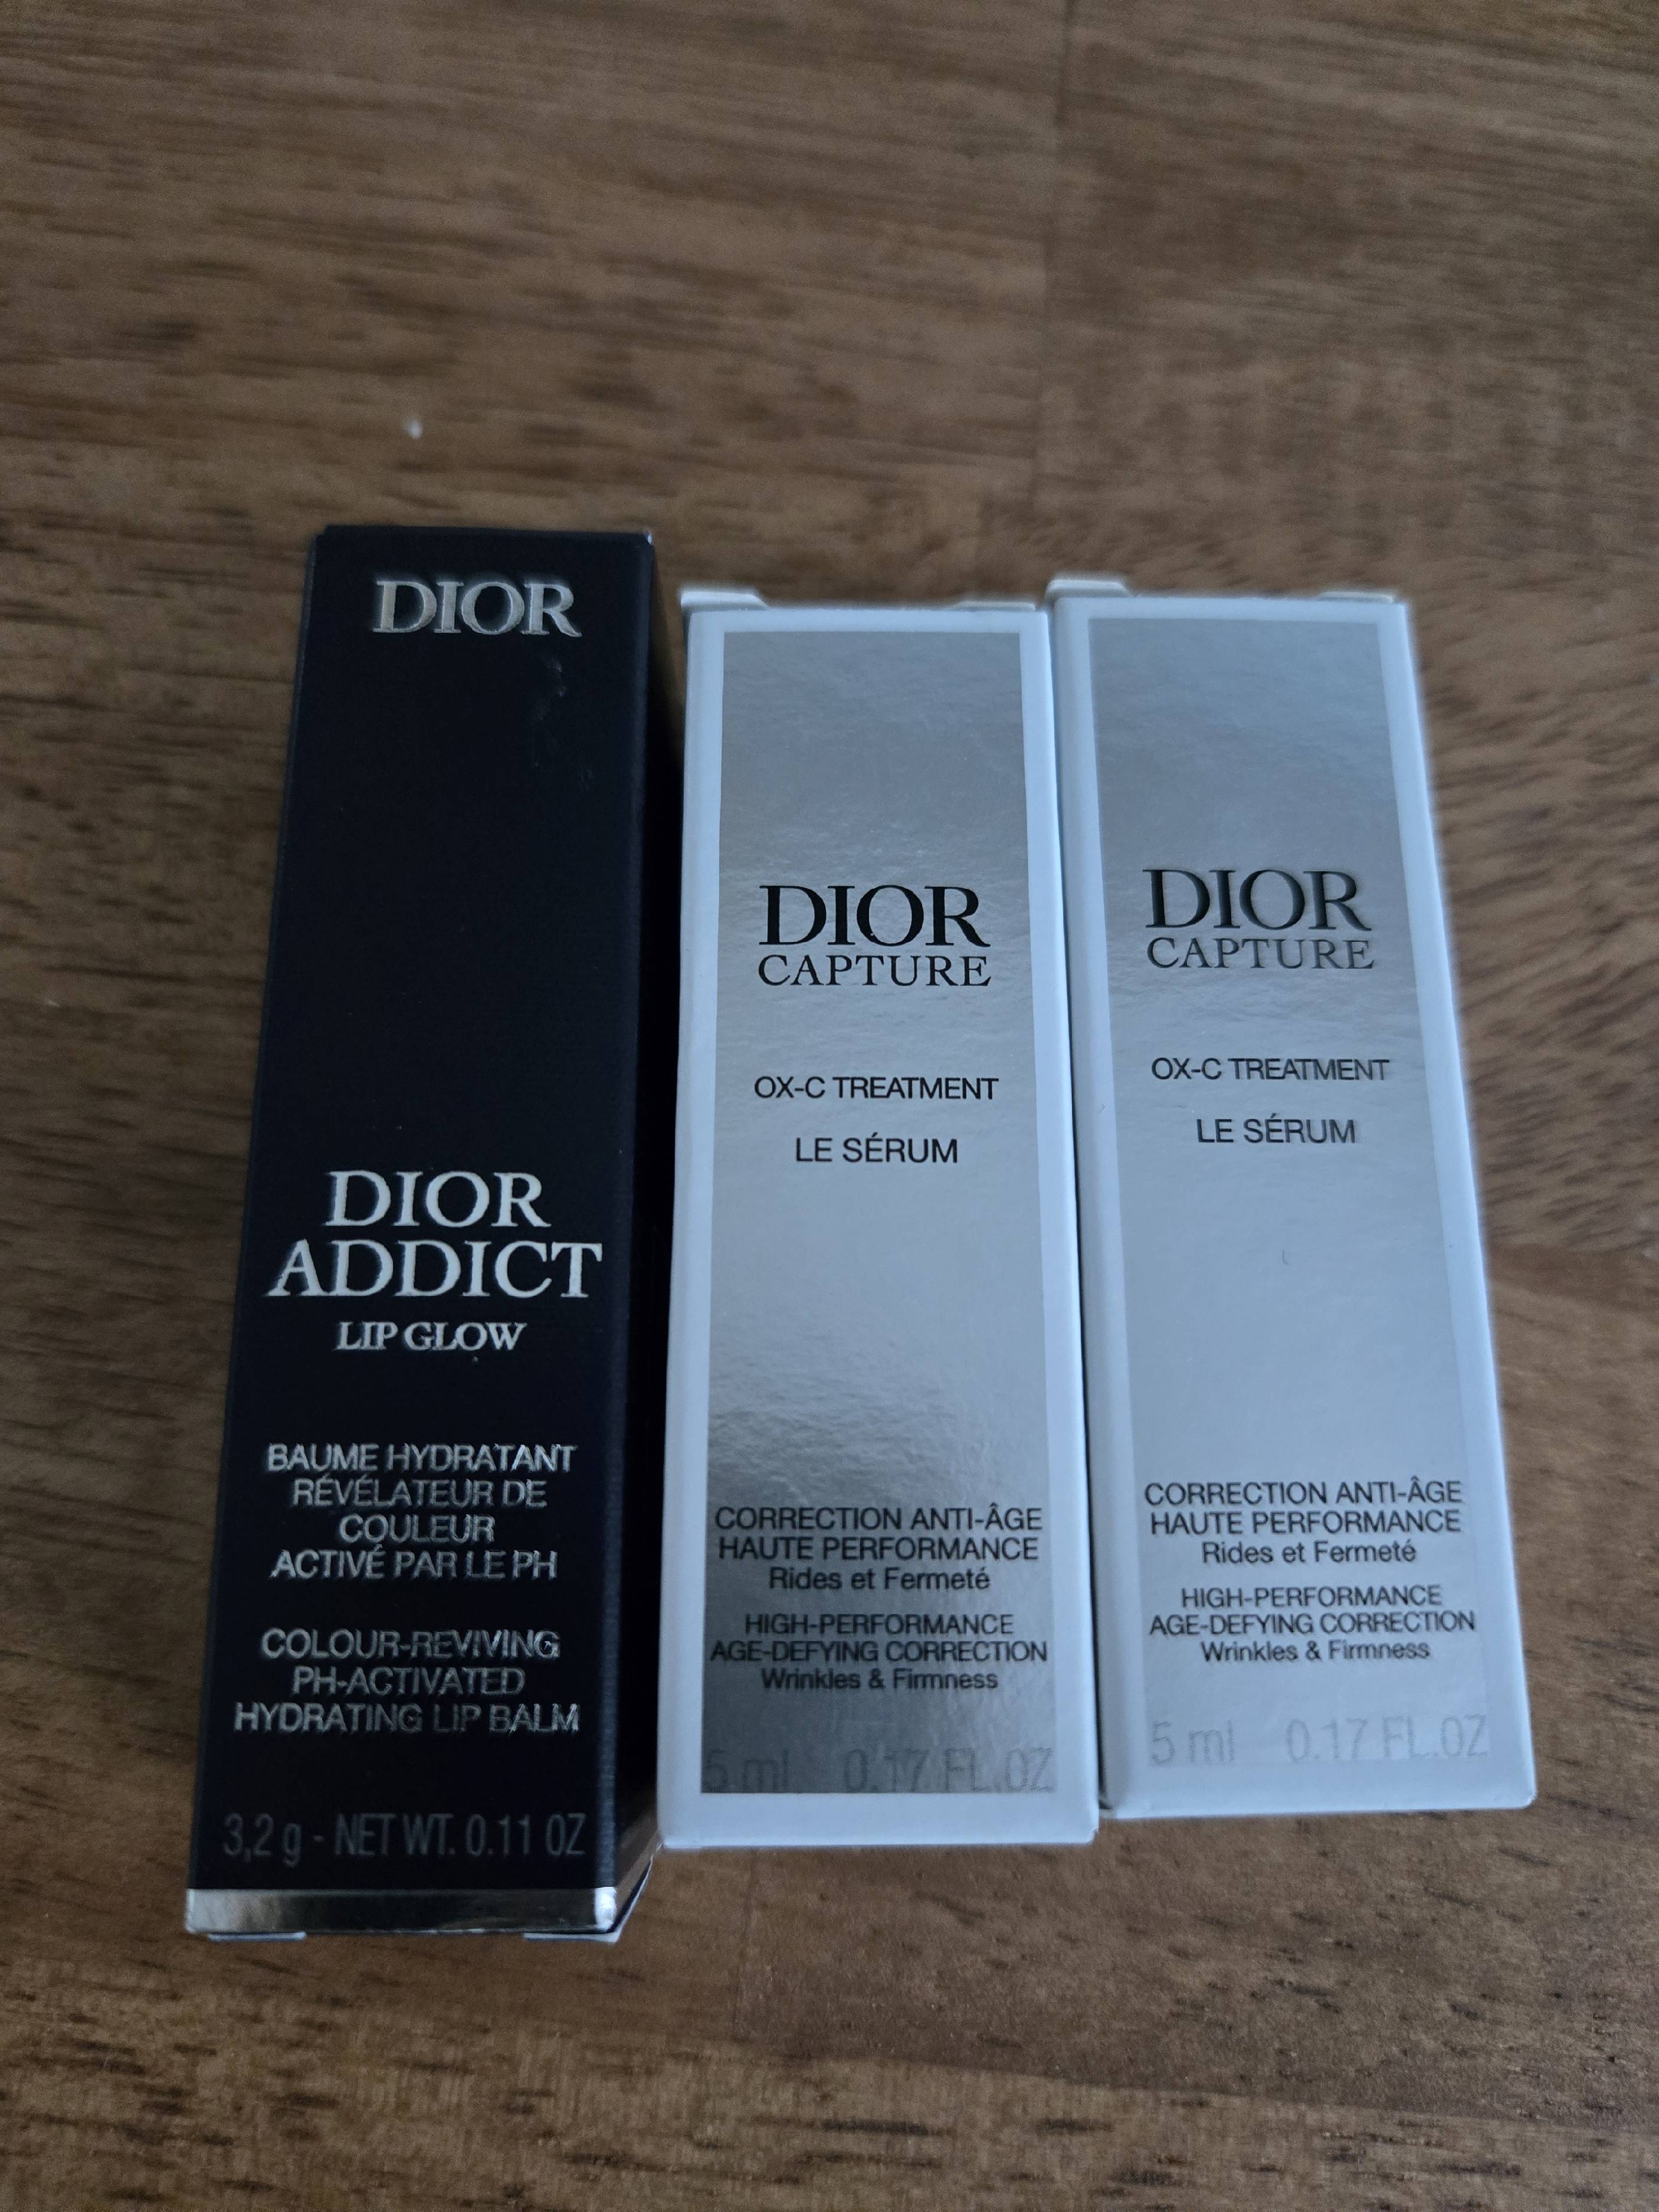 DIOR
DIOR
ADDICT
LIP GLOW
BAUME HYDRATANT
RÉVÉLATEUR DE
COULEUR
ACTIVÉ PAR LE PH
COLOUR-REVIVING
PH-ACTIVATED
HYDRATING LIP BALM
3,2 g - NET WT. 0.11 OZ
DIOR
CAPTURE
OX-C TREATMENT
LE SÉRUM
CORRECTION ANTI-ÂGE
HAUTE PERFORMANCE
Rides et Fermeté
HIGH-PERFORMANCE
AGE-DEFYING CORRECTION
Wrinkles & Firmness
5 ml 0.17 FL.OZ
DIOR
CAPTURE
OX-C TREATMENT
LE SÉRUM
CORRECTION ANTI-ÂGE
HAUTE PERFORMANCE
Rides et Fermeté
HIGH-PERFORMANCE
AGE-DEFYING CORRECTION
Wrinkles & Firmness
5 ml 0.17 FL.OZ